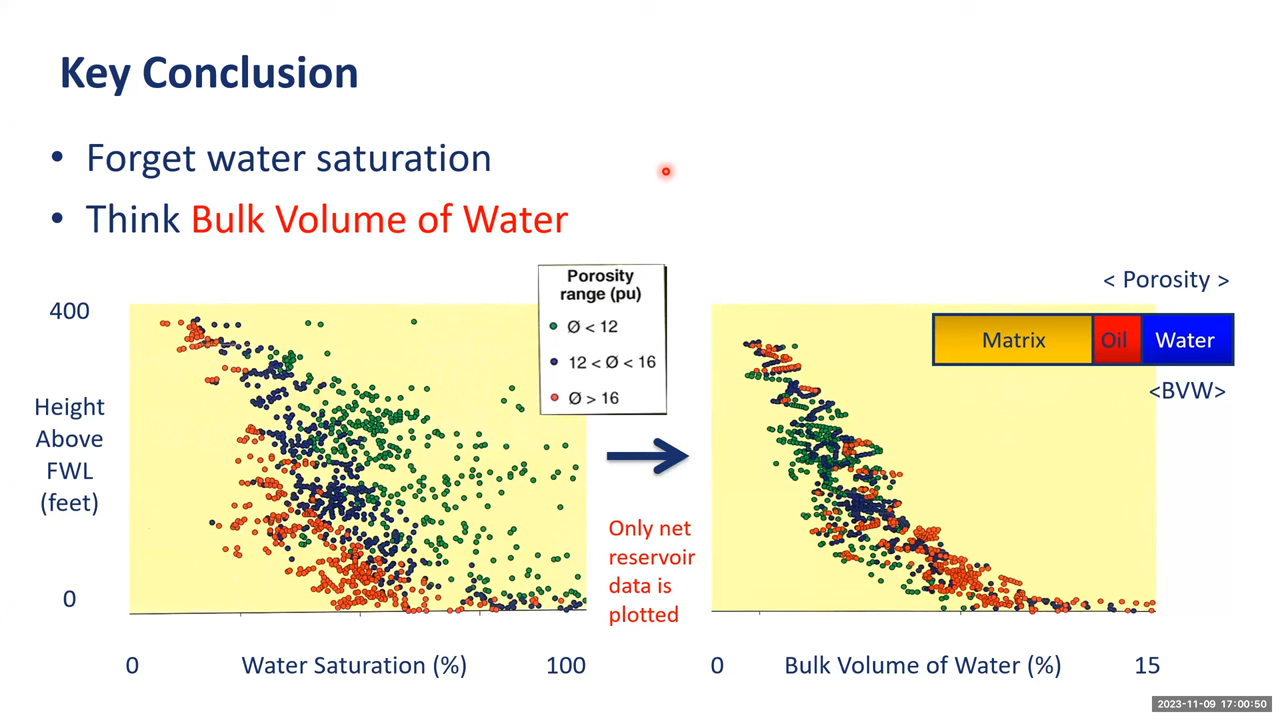 Key Conclusion
• Forget water saturation
• Think Bulk Volume of Water
Porosity
range (pu)
Ø < 12
12 < Ø < 16
Ø > 16
< Porosity >
Matrix Oil Water
<BVW>
400
Height
Above
FWL
(feet)
0
Only net
reservoir
data is
plotted
0 Water Saturation (%) 100
0 Bulk Volume of Water (%) 15
2023-11-09 17:00:50